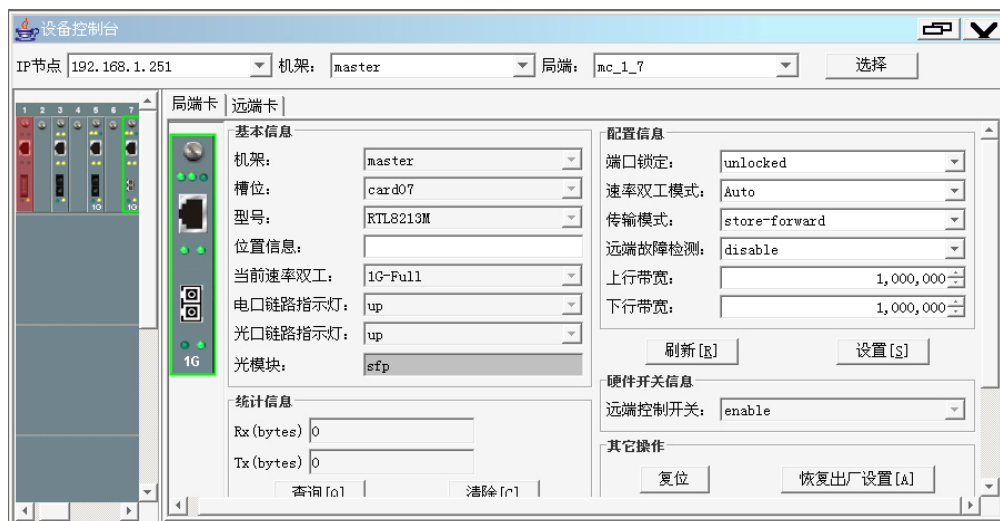 设备控制台
IP节点 192.168.1.251 机架: master 局端: mc_1_7 选择
1 2 3 4 5 6 7
局端卡 远端卡
基本信息
机架: master
槽位: card07
型号: RTL8213M
位置信息:
当前速率双工: 1G-Full
电口链路指示灯: up
光口链路指示灯: up
光模块: sfp
1G
1G
1G
统计信息
Rx(bytes) 0
Tx(bytes) 0
查询[Q] 清除[C]
配置信息
端口锁定: unlocked
速率双工模式: Auto
传输模式: store-forward
远端故障检测: disable
上行带宽: 1,000,000
下行带宽: 1,000,000
刷新[R] 设置[S]
硬件开关信息
远端控制开关: enable
其它操作
复位 恢复出厂设置[A]